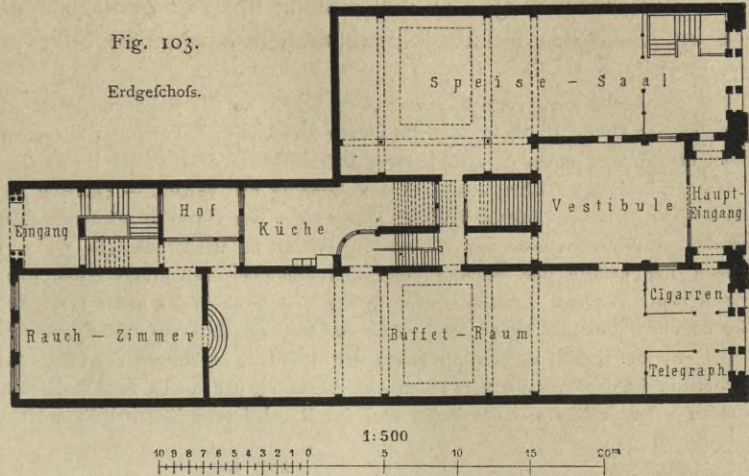 Fig. 103.
Erdgeſchoſs.
Speise-Saal
Eingang
Hof
Küche
Vestibule
Haupt-
Eingang
Rauch-Zimmer
Buffet-Raum
Cigarren
Telegraph.
1:500
10 9 8 7 6 5 4 3 2 1 0 5 10 15 20m